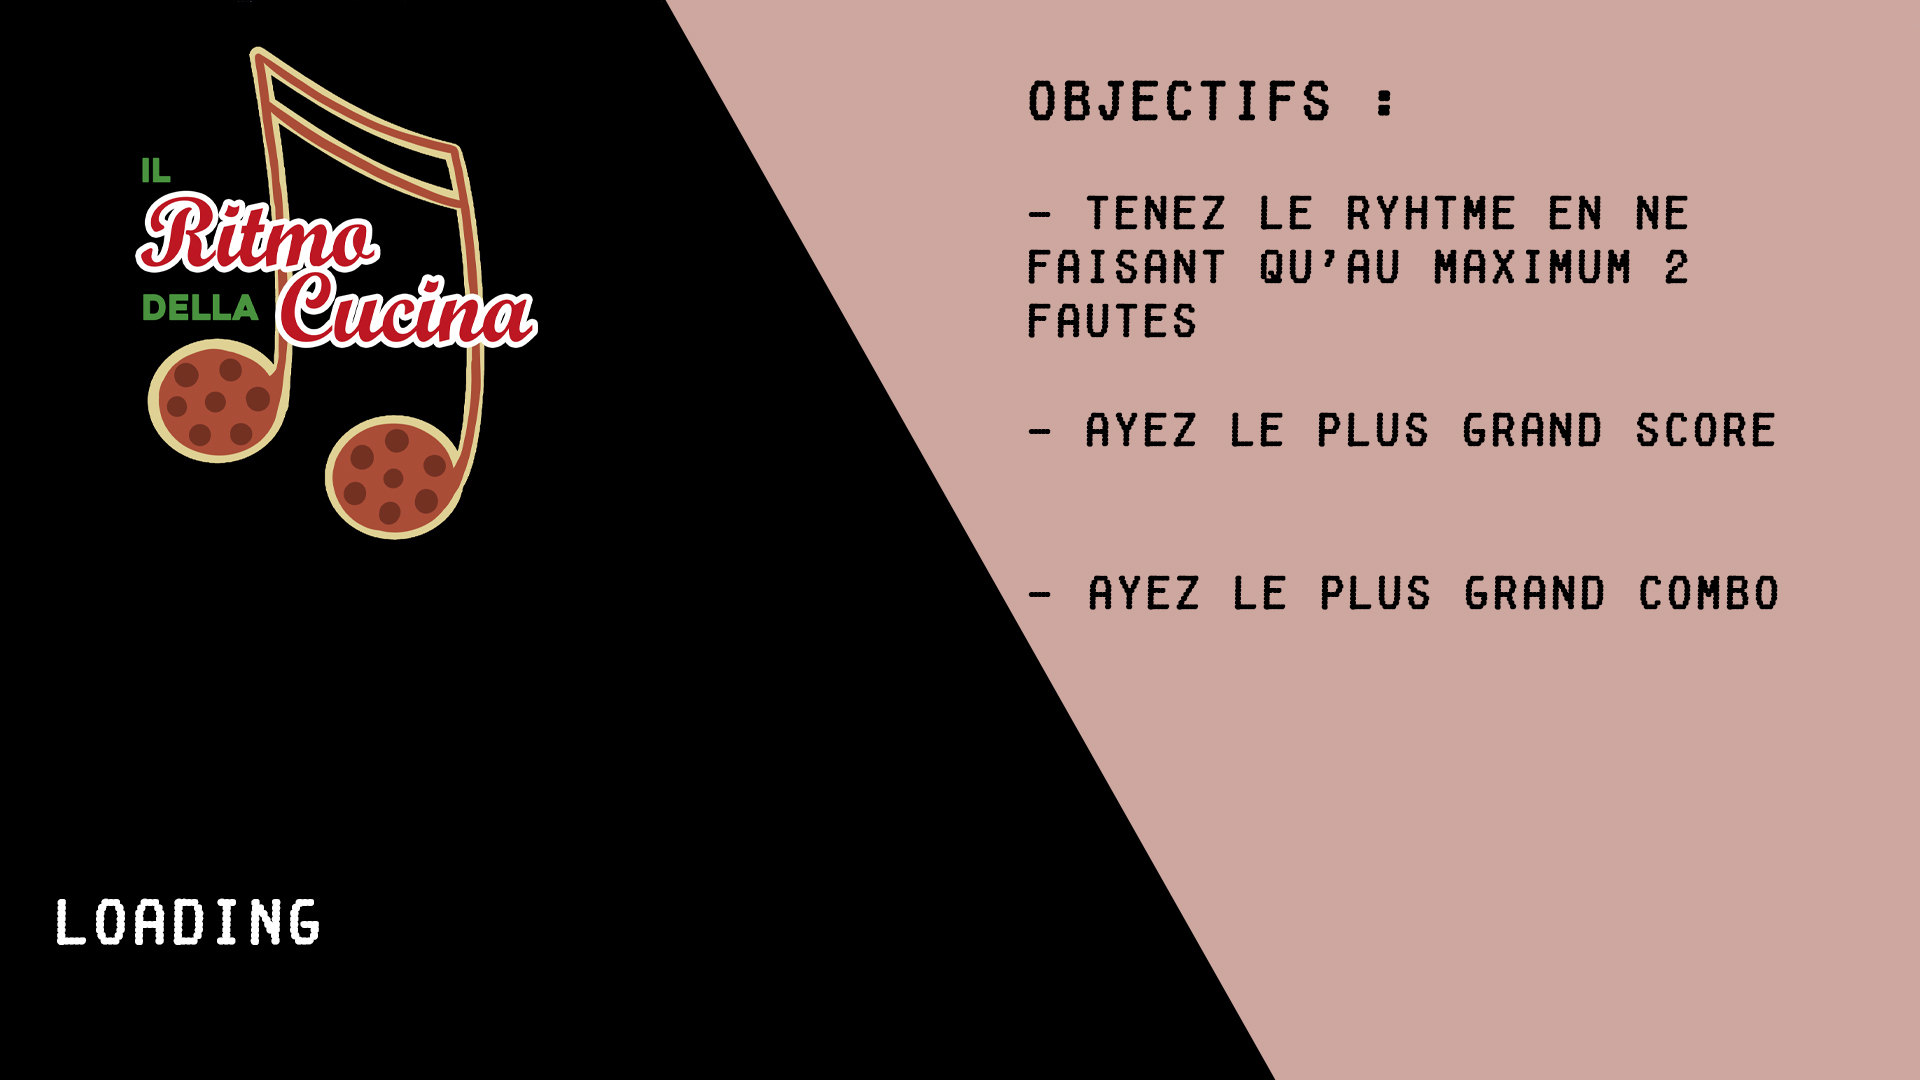 IL
Ritmo
DELLA Cucina
LOADING
OBJECTIFS :
- TENEZ LE RYHTME EN NE
FAISANT QU'AU MAXIMUM 2
FAUTES
- AYEZ LE PLUS GRAND SCORE
- AYEZ LE PLUS GRAND COMBO